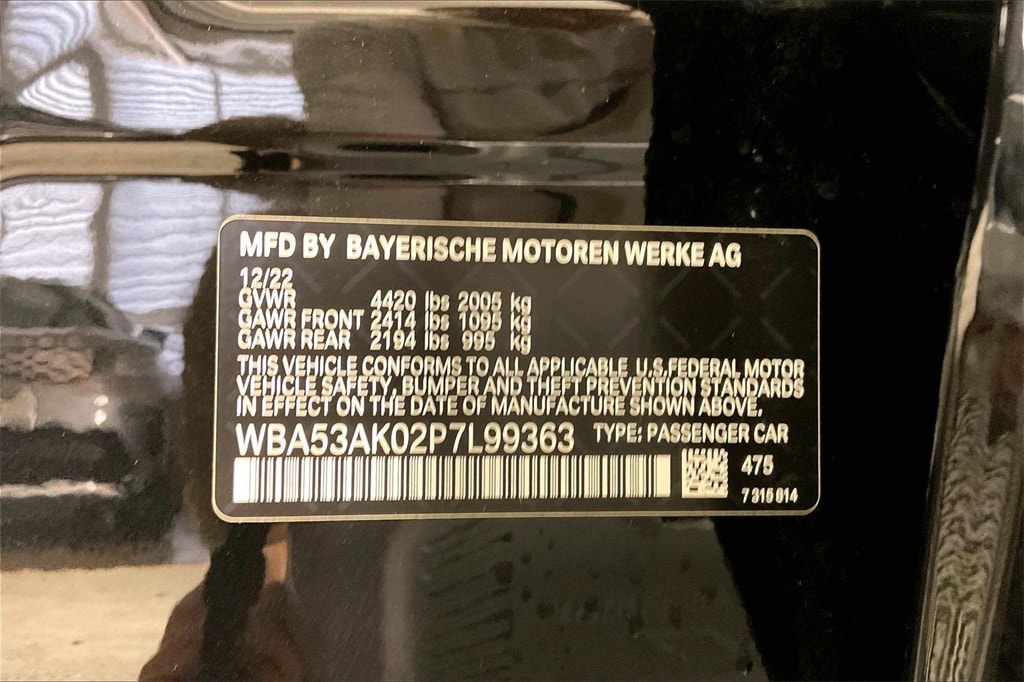 MFD BY BAYERISCHE MOTOREN WERKE AG
12/22
GVWR 4420 lbs 2005 kg
GAWR FRONT 2414 lbs 1095 kg
GAWR REAR 2194 lbs 995 kg
THIS VEHICLE CONFORMS TO ALL APPLICABLE U.S.FEDERAL MOTOR
VEHICLE SAFETY, BUMPER AND THEFT PREVENTION STANDARDS
IN EFFECT ON THE DATE OF MANUFACTURE SHOWN ABOVE.
WBA53AK02P7L99363 TYPE: PASSENGER CAR
475
7 315 814